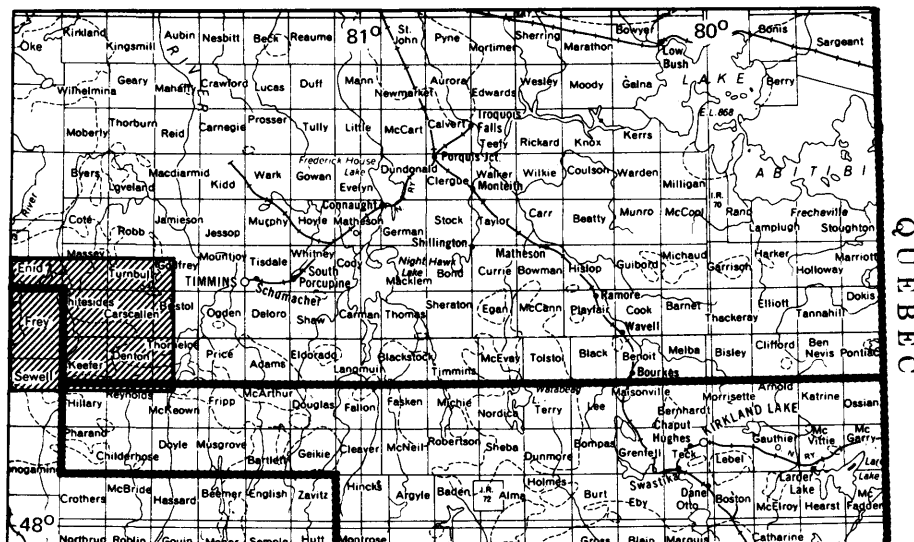 81° 80°
Oke Kirkland Kingsmill Aubin Nesbitt Beck Reaume St. John Pyne Mortimer Sherring Marathon Bowyer Low Bush Bonis Sargeant
RIVER
Wilhelmina Geary Mahaffy Crawford Lucas Duff Mann Newmarket Aurora Edwards Wesley Moody Galna LAKE Berry
E.L. 868
Moberly Thorburn Reid Carnegie Prosser Tully Little McCart Calvert Iroquois Falls Teefy Rickard Knox Kerrs
ABITIBI
Frederick House Lake
Porquis Jct.
Byers Loveland Macdiarmid Kidd Wark Gowan Evelyn Dundonald RY Clergue Walker Monteith Wilkie Coulson Warden Milligan I.R. 70
River
Connaught
Coté Robb Jamieson Jessop Murphy Hoyle Matheson German Stock Taylor Carr Beatty Munro McCool Rand Lamplugh Frecheville Stoughton
Shillington
Enid Massey Turnbull Godfrey Mountjoy Tisdale Whitney Cody Night Hawk Lake Macklem Bond Currie Matheson Bowman Hislop Guibord Michaud Garrison Harker Holloway Marriott
TIMMINS Schumacher South Porcupine
Frey Whitesides Carscallen Bristol Ogden Deloro Shaw Carman Thomas Sheraton Egan McCann Playfair Ramore Cook Wavell Barnet Thackeray Elliott Tannahill Dokis
Sewell Keefer Denton Thorneloe Price Adams Eldorado Langmuir Blackstock Timmins McEvay Tolstoi Black Benoit Melba Bisley Clifford Ben Nevis Pontiac
Bourkes
QUEBEC
Hillary Reynolds McKeown Fripp McArthur Douglas Fallon Fasken Michie Nordica Terry Lee Maisonville Bernhardt Morrisette Arnold Katrine Ossian
KIRKLAND LAKE
Pharand Childerhose Doyle Musgrove Bartlett Geikie Cleaver McNeil Robertson Sheba Dunmore Bompas Grenfell Chaput Hughes Teck Lebel Gauthier O N RY McVittie McGarry
Swastika Larder Lake
Crothers McBride Hassard Beemer English Zavitz Hincks Argyle Baden I.R. 72 Alma Holmes Burt Eby Dane Otto Boston McElroy Hearst McFadden
48°
Northrup Roblin Gouin Semple Hutt Montrose Gross Blain Marquis Catharine